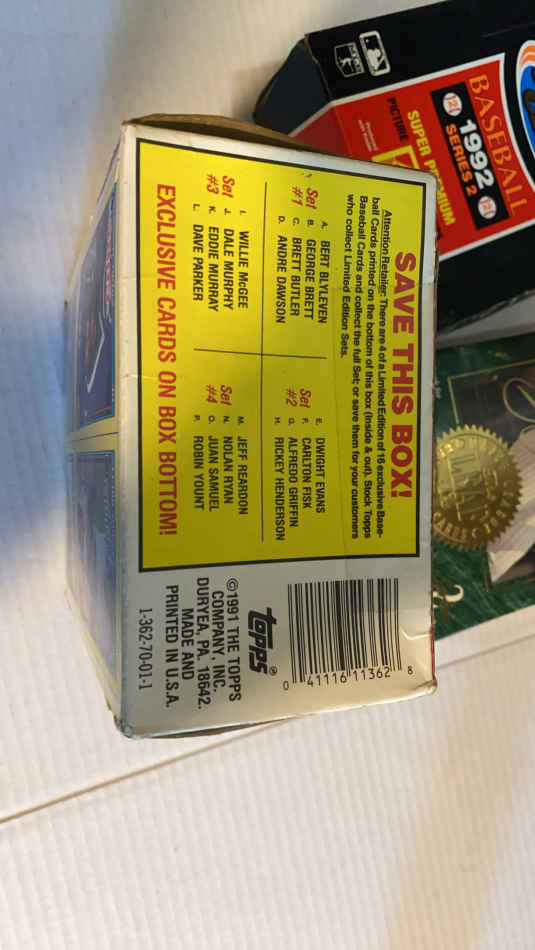 SAVE THIS BOX!
Attention Retailer: There are 4 of a Limited Edition of 16 exclusive Base-
ball Cards printed on the bottom of this box (inside & out). Stock Topps
Baseball Cards and collect the full Set; or save them for your customers
who collect Limited Edition Sets.
Set #1
A. BERT BLYLEVEN
B. GEORGE BRETT
C. BRETT BUTLER
D. ANDRE DAWSON
Set #2
E. DWIGHT EVANS
F. CARLTON FISK
G. ALFREDO GRIFFIN
H. RICKEY HENDERSON
Set #3
I. WILLIE McGEE
J. DALE MURPHY
K. EDDIE MURRAY
L. DAVE PARKER
Set #4
M. JEFF REARDON
N. NOLAN RYAN
O. JUAN SAMUEL
P. ROBIN YOUNT
EXCLUSIVE CARDS ON BOX BOTTOM!
0 41116 11362 8
TOPPS®
©1991 THE TOPPS
COMPANY, INC.
DURYEA, PA. 18642.
MADE AND
PRINTED IN U.S.A.
1-362-70-01-1
BASEBALL
1992
SERIES 2
SUPER PREMIUM
PICTURE